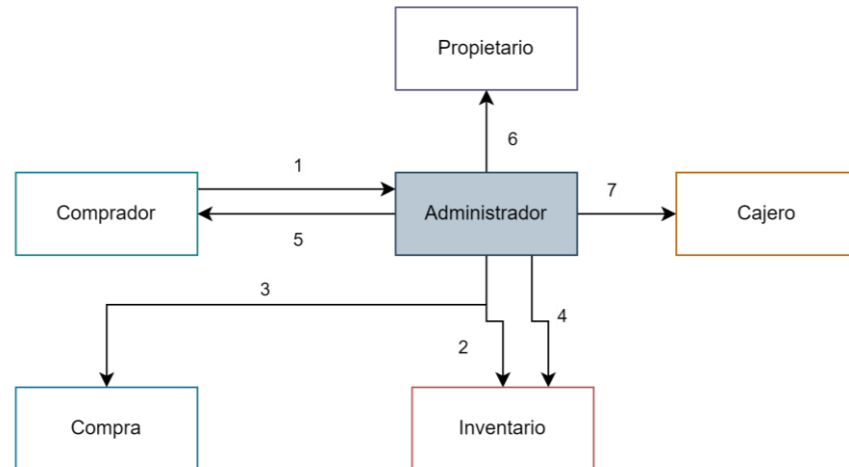 Propietario
6
1
7
Comprador
Administrador
Cajero
5
3
4
2
Compra
Inventario